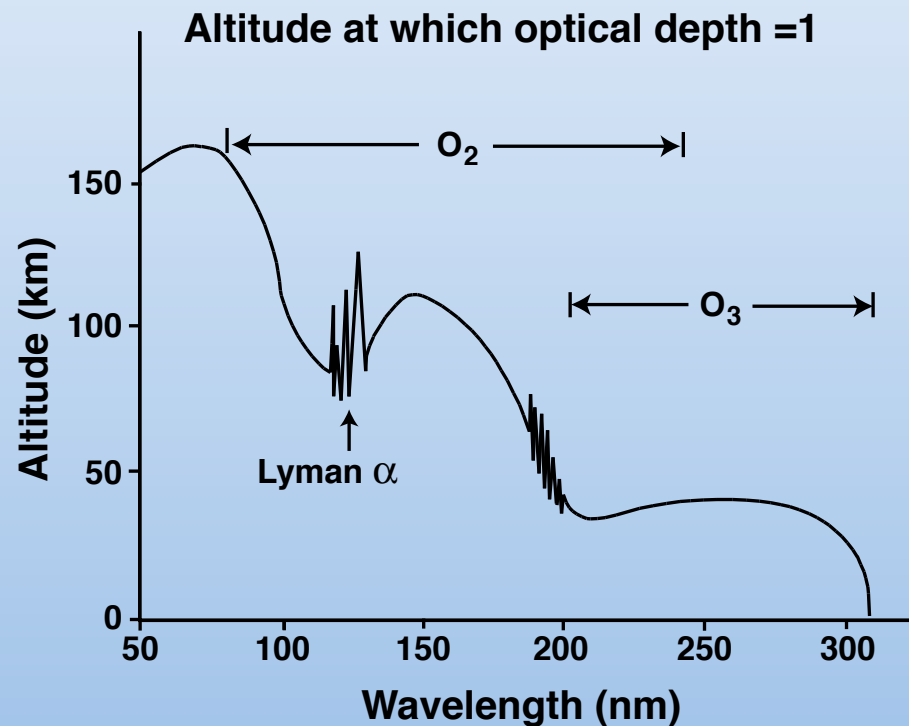 Altitude at which optical depth =1
O₂
150
O₃
100
Altitude (km)
Lyman α
50
0
50 100 150 200 250 300
Wavelength (nm)